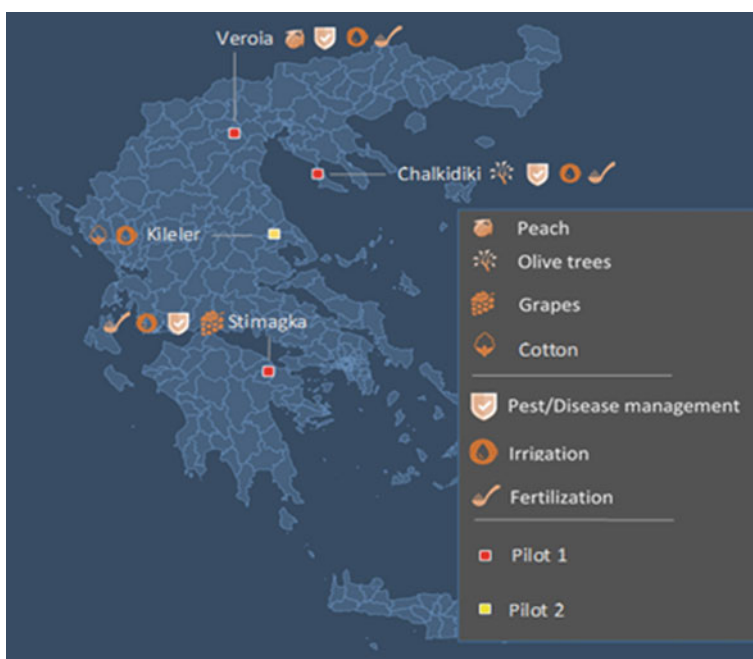 Veroia
Chalkidiki
Kileler
Stimagka
Peach
Olive trees
Grapes
Cotton
Pest/Disease management
Irrigation
Fertilization
Pilot 1
Pilot 2